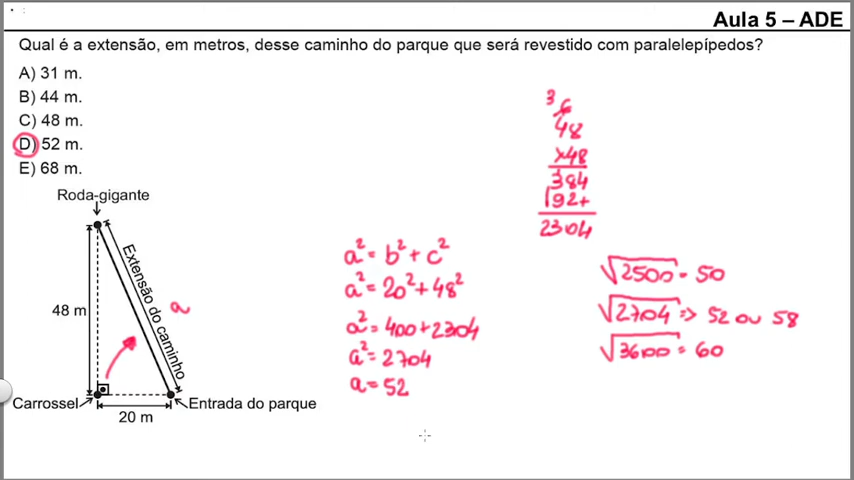 Aula 5 – ADE
Qual é a extensão, em metros, desse caminho do parque que será revestido com paralelepípedos?
A) 31 m.
B) 44 m.
C) 48 m.
D) 52 m.
E) 68 m.
Roda-gigante
Extensão do caminho
a
48 m
Carrossel
Entrada do parque
20 m
a² = b² + c²
a² = 20² + 48²
a² = 400 + 2304
a² = 2704
a = 52
3 6
48
x48
384
192+
2304
√2500 = 50
√2704 => 52 ou 58
√3600 = 60